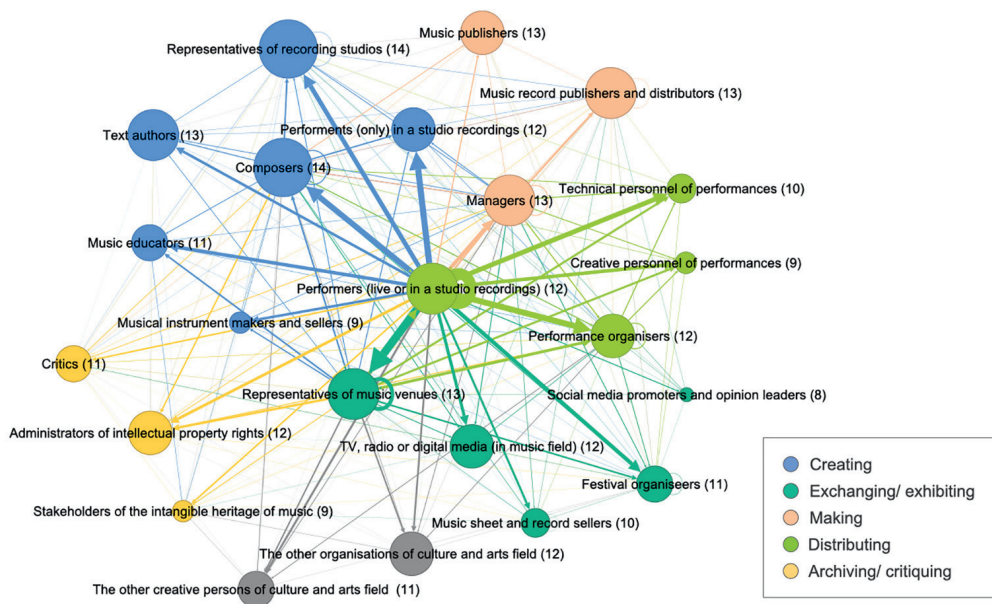 Music publishers (13)
Representatives of recording studios (14)
Music record publishers and distributors (13)
Text authors (13)
Performents (only) in a studio recordings (12)
Composers (14)
Technical personnel of performances (10)
Managers (13)
Music educators (11)
Creative personnel of performances (9)
Performers (live or in a studio recordings) (12)
Musical instrument makers and sellers (9)
Performance organisers (12)
Critics (11)
Representatives of music venues (13)
Social media promoters and opinion leaders (8)
Administrators of intellectual property rights (12)
TV, radio or digital media (in music field) (12)
Festival organiseers (11)
Stakeholders of the intangible heritage of music (9)
Music sheet and record sellers (10)
The other organisations of culture and arts field (12)
The other creative persons of culture and arts field (11)
Creating
Exchanging/ exhibiting
Making
Distributing
Archiving/ critiquing